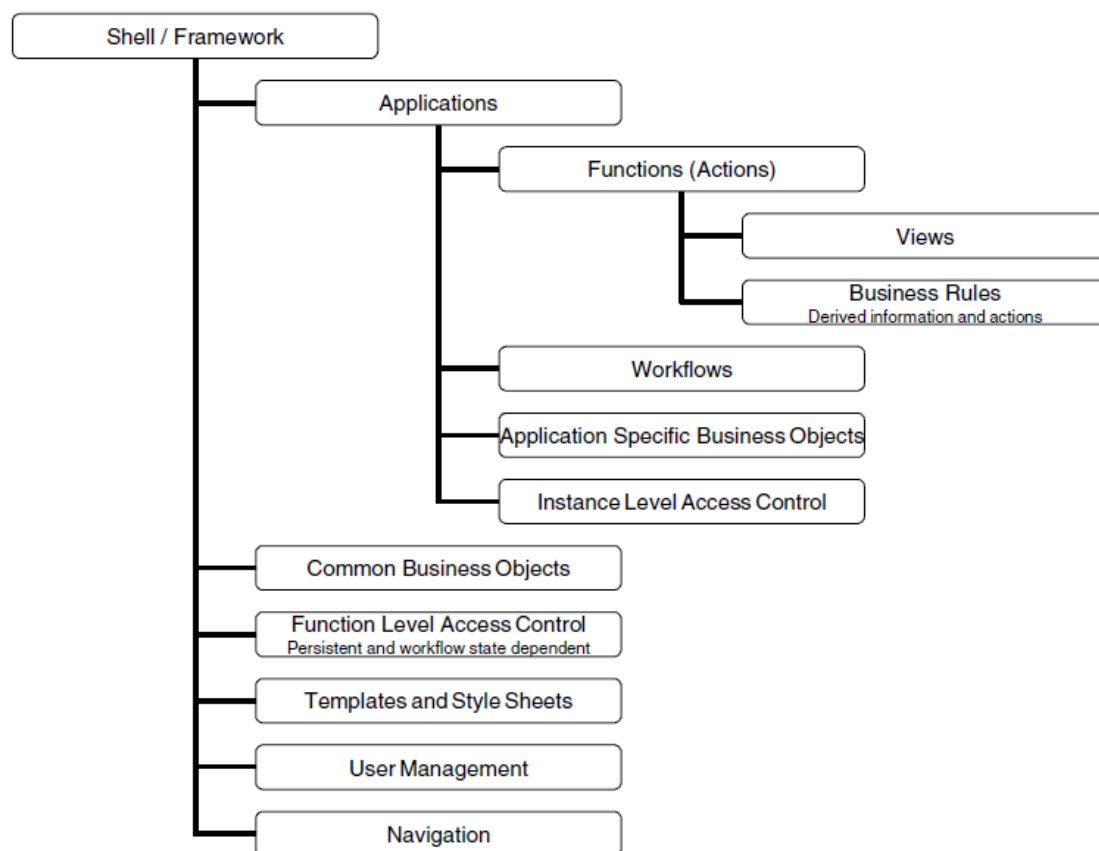 Shell / Framework
Applications
Functions (Actions)
Views
Business Rules
Derived information and actions
Workflows
Application Specific Business Objects
Instance Level Access Control
Common Business Objects
Function Level Access Control
Persistent and workflow state dependent
Templates and Style Sheets
User Management
Navigation